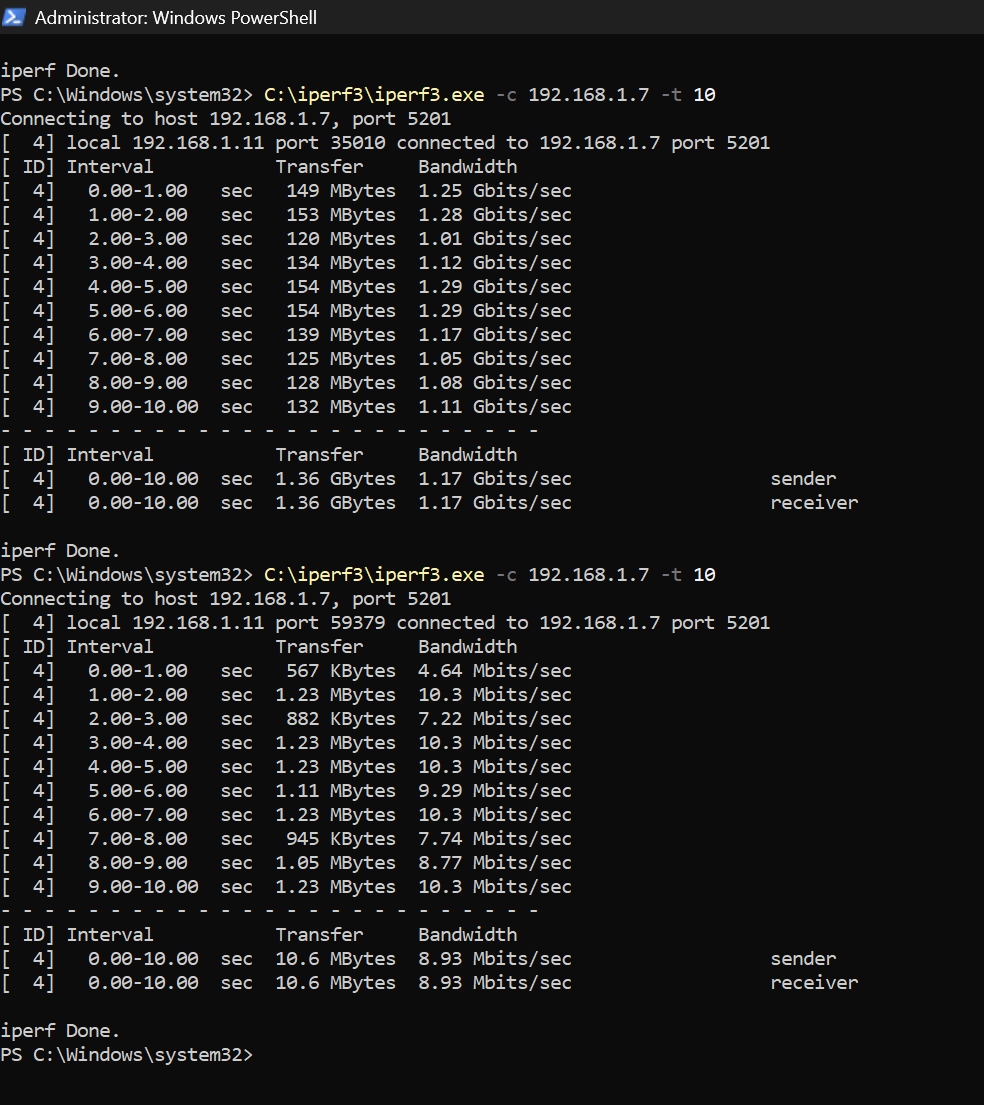 Administrator: Windows PowerShell
iperf Done.
PS C:\Windows\system32> C:\iperf3\iperf3.exe -c 192.168.1.7 -t 10
Connecting to host 192.168.1.7, port 5201
[  4] local 192.168.1.11 port 35010 connected to 192.168.1.7 port 5201
[ ID] Interval           Transfer     Bandwidth
[  4]   0.00-1.00   sec   149 MBytes  1.25 Gbits/sec
[  4]   1.00-2.00   sec   153 MBytes  1.28 Gbits/sec
[  4]   2.00-3.00   sec   120 MBytes  1.01 Gbits/sec
[  4]   3.00-4.00   sec   134 MBytes  1.12 Gbits/sec
[  4]   4.00-5.00   sec   154 MBytes  1.29 Gbits/sec
[  4]   5.00-6.00   sec   154 MBytes  1.29 Gbits/sec
[  4]   6.00-7.00   sec   139 MBytes  1.17 Gbits/sec
[  4]   7.00-8.00   sec   125 MBytes  1.05 Gbits/sec
[  4]   8.00-9.00   sec   128 MBytes  1.08 Gbits/sec
[  4]   9.00-10.00  sec   132 MBytes  1.11 Gbits/sec
- - - - - - - - - - - - - - - - - - - - - - - - -
[ ID] Interval           Transfer     Bandwidth
[  4]   0.00-10.00  sec  1.36 GBytes  1.17 Gbits/sec                  sender
[  4]   0.00-10.00  sec  1.36 GBytes  1.17 Gbits/sec                  receiver
iperf Done.
PS C:\Windows\system32> C:\iperf3\iperf3.exe -c 192.168.1.7 -t 10
Connecting to host 192.168.1.7, port 5201
[  4] local 192.168.1.11 port 59379 connected to 192.168.1.7 port 5201
[ ID] Interval           Transfer     Bandwidth
[  4]   0.00-1.00   sec   567 KBytes  4.64 Mbits/sec
[  4]   1.00-2.00   sec  1.23 MBytes  10.3 Mbits/sec
[  4]   2.00-3.00   sec   882 KBytes  7.22 Mbits/sec
[  4]   3.00-4.00   sec  1.23 MBytes  10.3 Mbits/sec
[  4]   4.00-5.00   sec  1.23 MBytes  10.3 Mbits/sec
[  4]   5.00-6.00   sec  1.11 MBytes  9.29 Mbits/sec
[  4]   6.00-7.00   sec  1.23 MBytes  10.3 Mbits/sec
[  4]   7.00-8.00   sec   945 KBytes  7.74 Mbits/sec
[  4]   8.00-9.00   sec  1.05 MBytes  8.77 Mbits/sec
[  4]   9.00-10.00  sec  1.23 MBytes  10.3 Mbits/sec
- - - - - - - - - - - - - - - - - - - - - - - - -
[ ID] Interval           Transfer     Bandwidth
[  4]   0.00-10.00  sec  10.6 MBytes  8.93 Mbits/sec                  sender
[  4]   0.00-10.00  sec  10.6 MBytes  8.93 Mbits/sec                  receiver
iperf Done.
PS C:\Windows\system32>